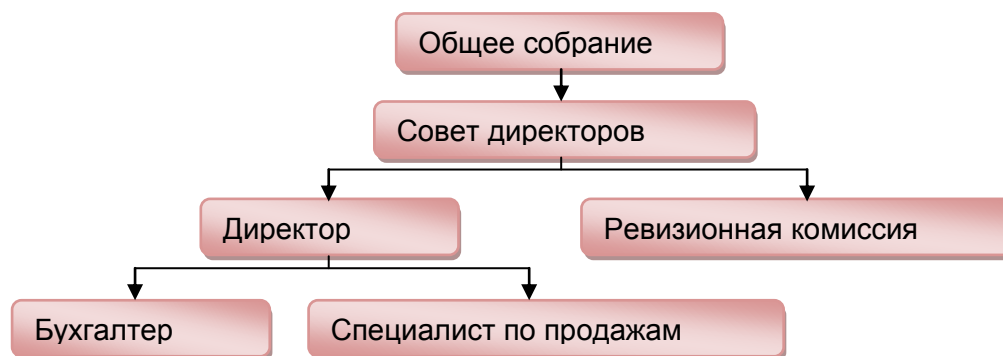 Общее собрание
Совет директоров
Директор
Ревизионная комиссия
Бухгалтер
Специалист по продажам